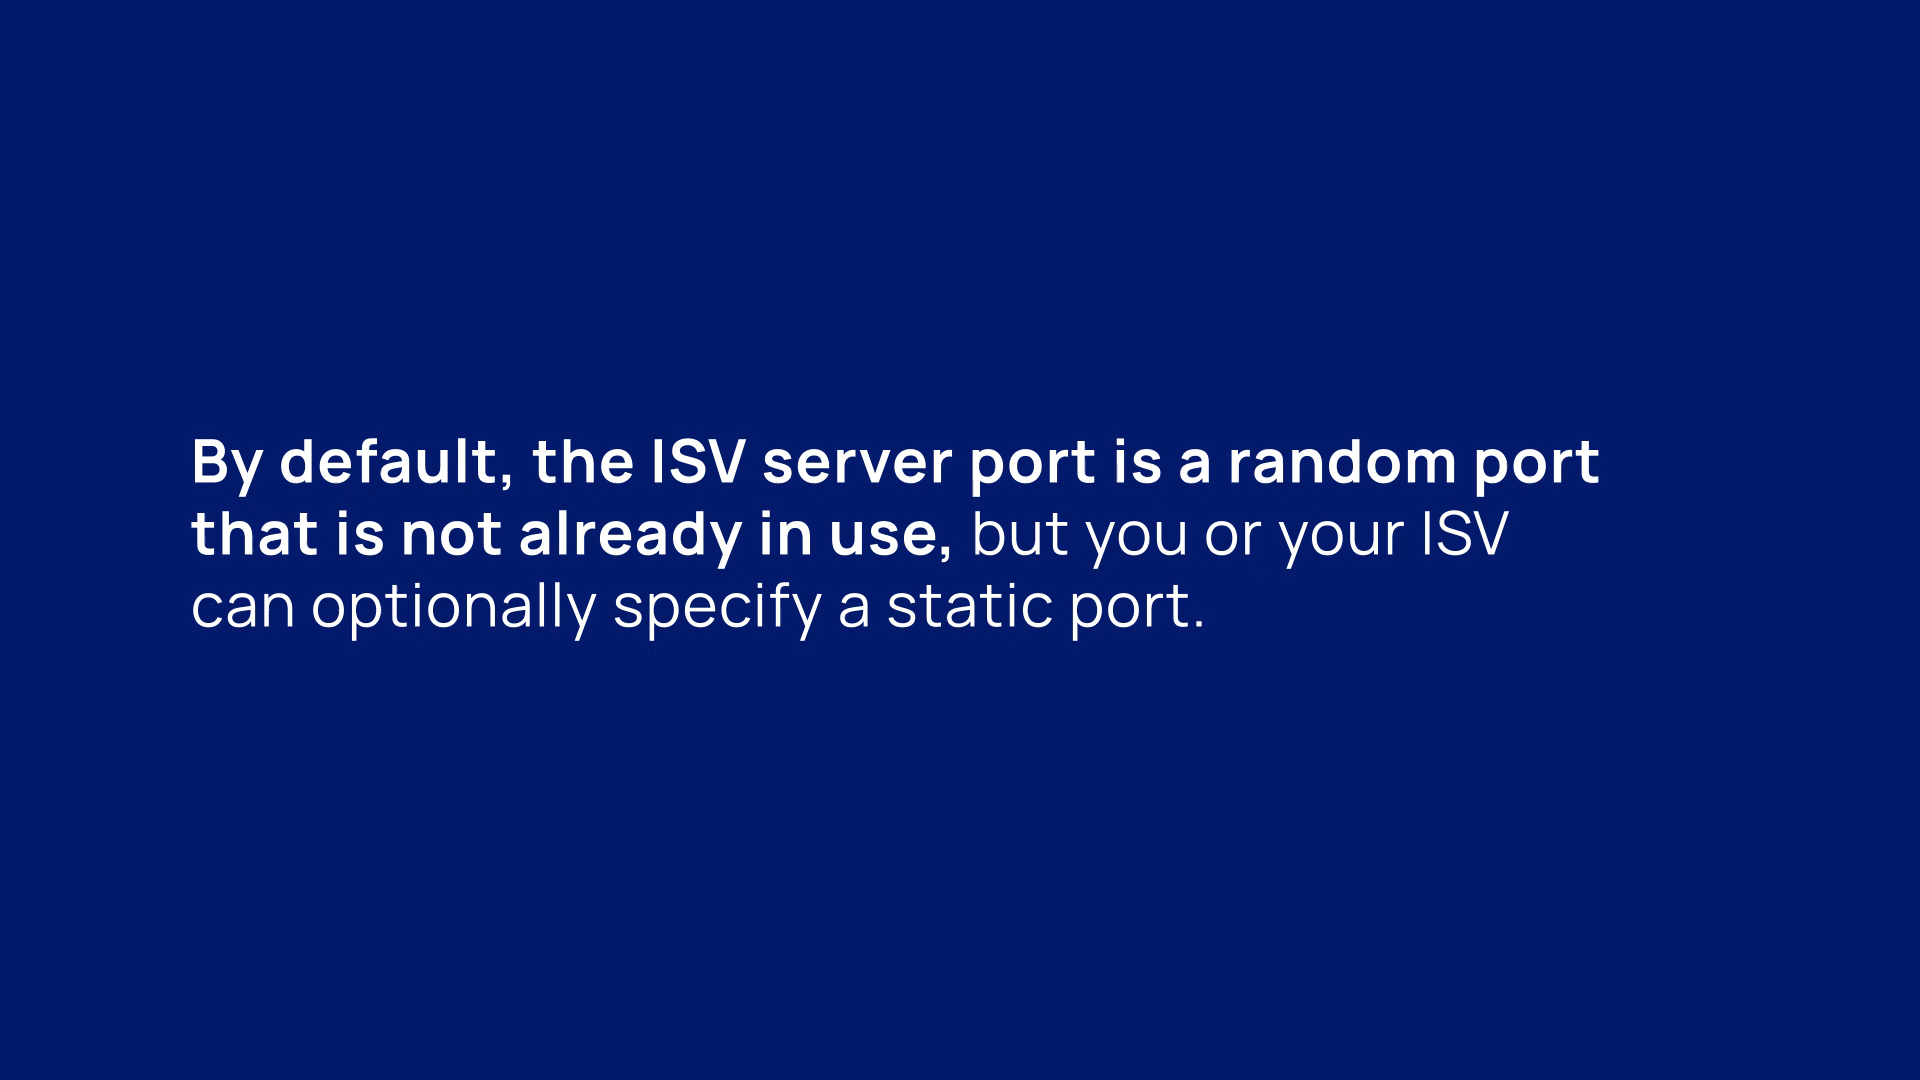 By default, the ISV server port is a random port
that is not already in use, but you or your ISV
can optionally specify a static port.